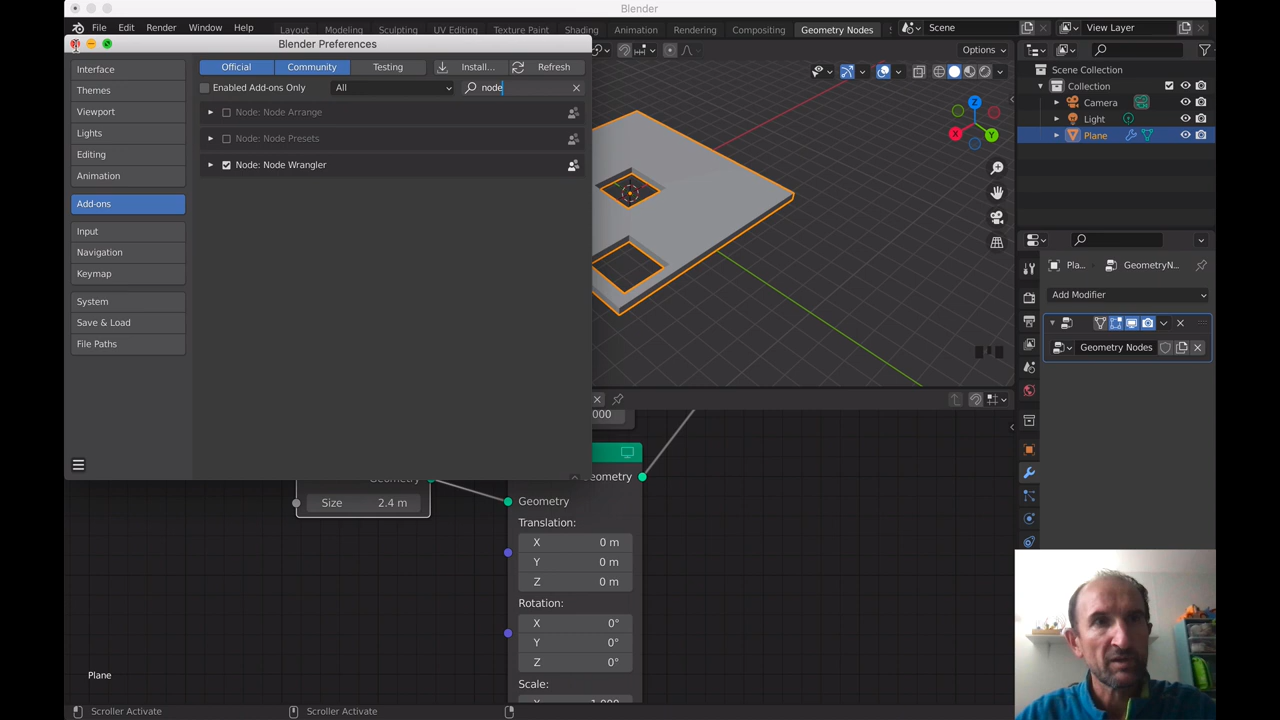 Blender
File Edit Render Window Help Layout Modeling Sculpting UV Editing Texture Paint Shading Animation Rendering Compositing Geometry Nodes Scene View Layer
Blender Preferences
Options
Interface
Themes
Viewport
Lights
Editing
Animation
Add-ons
Input
Navigation
Keymap
System
Save & Load
File Paths
Official Community Testing Install... Refresh
Enabled Add-ons Only All node
Node: Node Arrange
Node: Node Presets
Node: Node Wrangler
Z
X Y
Scene Collection
Collection
Camera
Light
Plane
Pla... GeometryN...
Add Modifier
Geometry Nodes
000
Geometry
Size 2.4 m
Geometry
Translation:
X 0 m
Y 0 m
Z 0 m
Rotation:
X 0°
Y 0°
Z 0°
Scale:
Plane
Scroller Activate Scroller Activate